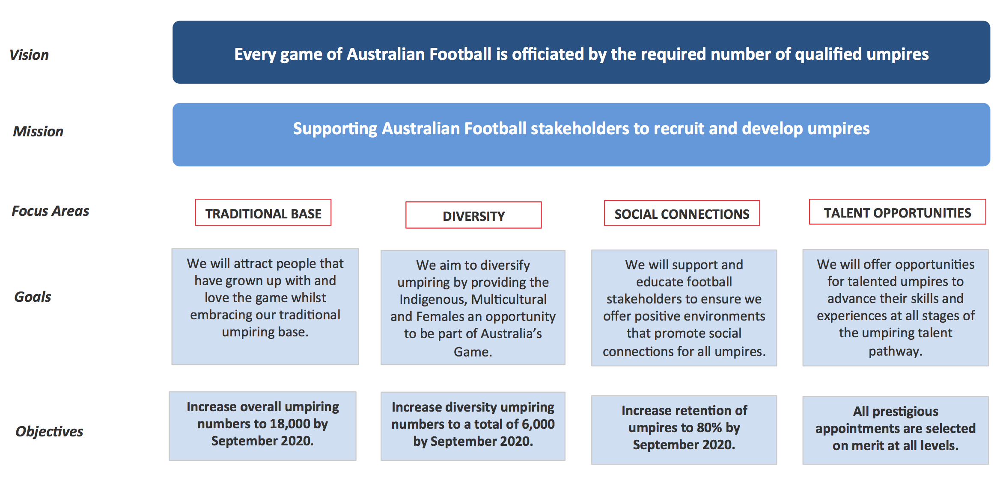 Vision
Every game of Australian Football is officiated by the required number of qualified umpires
Mission
Supporting Australian Football stakeholders to recruit and develop umpires
Focus Areas
TRADITIONAL BASE
DIVERSITY
SOCIAL CONNECTIONS
TALENT OPPORTUNITIES
Goals
We will attract people that
have grown up with and
love the game whilst
embracing our traditional
umpiring base.
We aim to diversify
umpiring by providing the
Indigenous, Multicultural
and Females an opportunity
to be part of Australia’s
Game.
We will support and
educate football
stakeholders to ensure we
offer positive environments
that promote social
connections for all umpires.
We will offer opportunities
for talented umpires to
advance their skills and
experiences at all stages of
the umpiring talent
pathway.
Objectives
Increase overall umpiring
numbers to 18,000 by
September 2020.
Increase diversity umpiring
numbers to a total of 6,000
by September 2020.
Increase retention of
umpires to 80% by
September 2020.
All prestigious
appointments are selected
on merit at all levels.